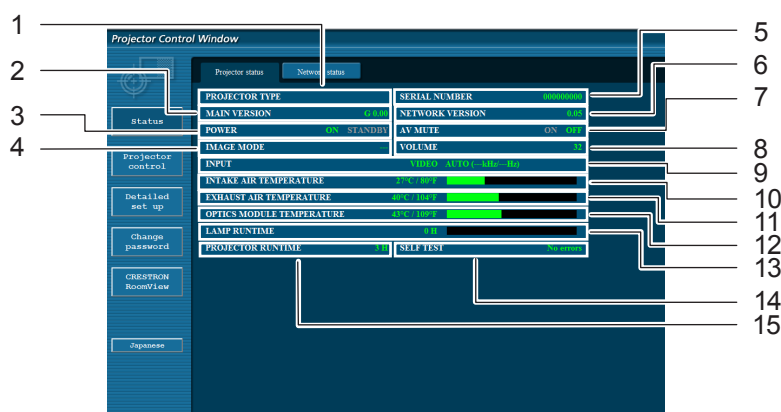 1
2
3
4
5
6
7
8
9
10
11
12
13
14
15
Projector Control Window
Projector status
Network status
Status
Projector control
Detailed set up
Change password
CRESTRON RoomView
Japanese
PROJECTOR TYPE
SERIAL NUMBER 000000000
MAIN VERSION G 0.00
NETWORK VERSION 0.05
POWER ON STANDBY
AV MUTE ON OFF
IMAGE MODE ---
VOLUME 32
INPUT VIDEO AUTO (---kHz/---Hz)
INTAKE AIR TEMPERATURE 27°C / 80°F
EXHAUST AIR TEMPERATURE 40°C / 104°F
OPTICS MODULE TEMPERATURE 43°C / 109°F
LAMP RUNTIME 0 H
PROJECTOR RUNTIME 3 H
SELF TEST No errors